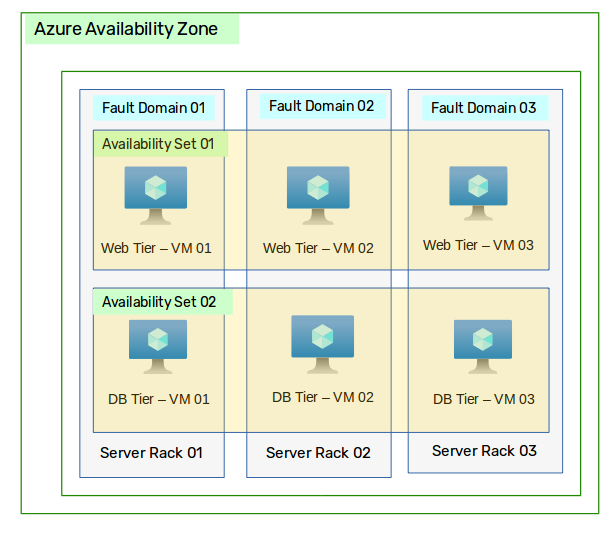 Azure Availability Zone
Fault Domain 01
Fault Domain 02
Fault Domain 03
Availability Set 01
Web Tier – VM 01
Web Tier – VM 02
Web Tier – VM 03
Availability Set 02
DB Tier – VM 01
DB Tier – VM 02
DB Tier – VM 03
Server Rack 01
Server Rack 02
Server Rack 03